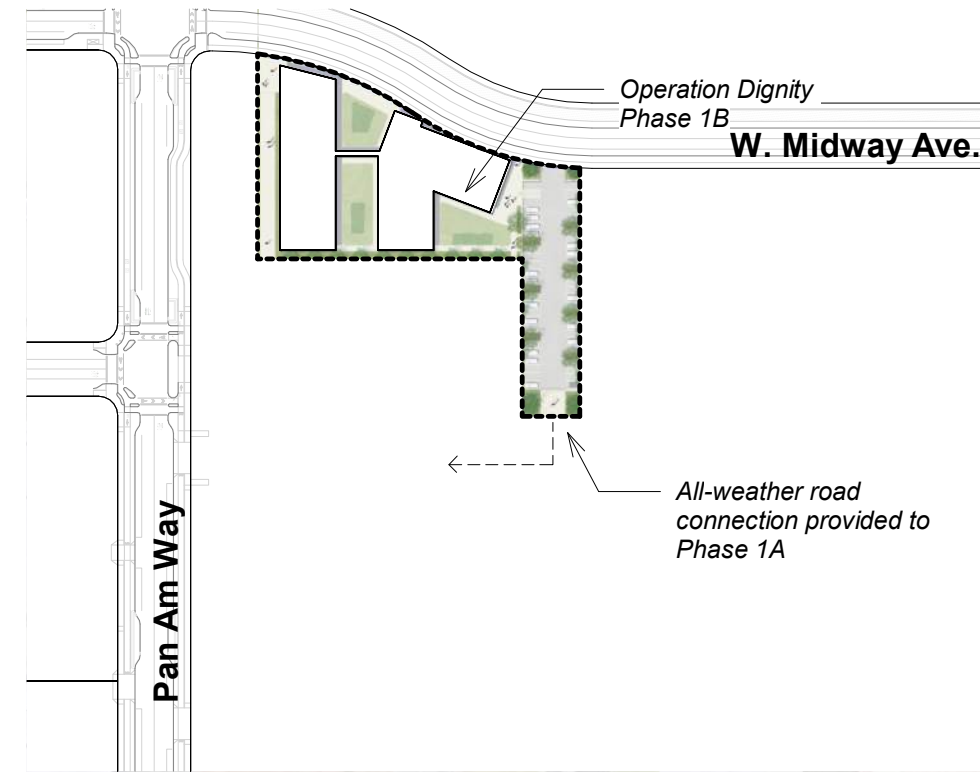 Operation Dignity
Phase 1B
W. Midway Ave.
All-weather road
connection provided to
Phase 1A
Pan Am Way